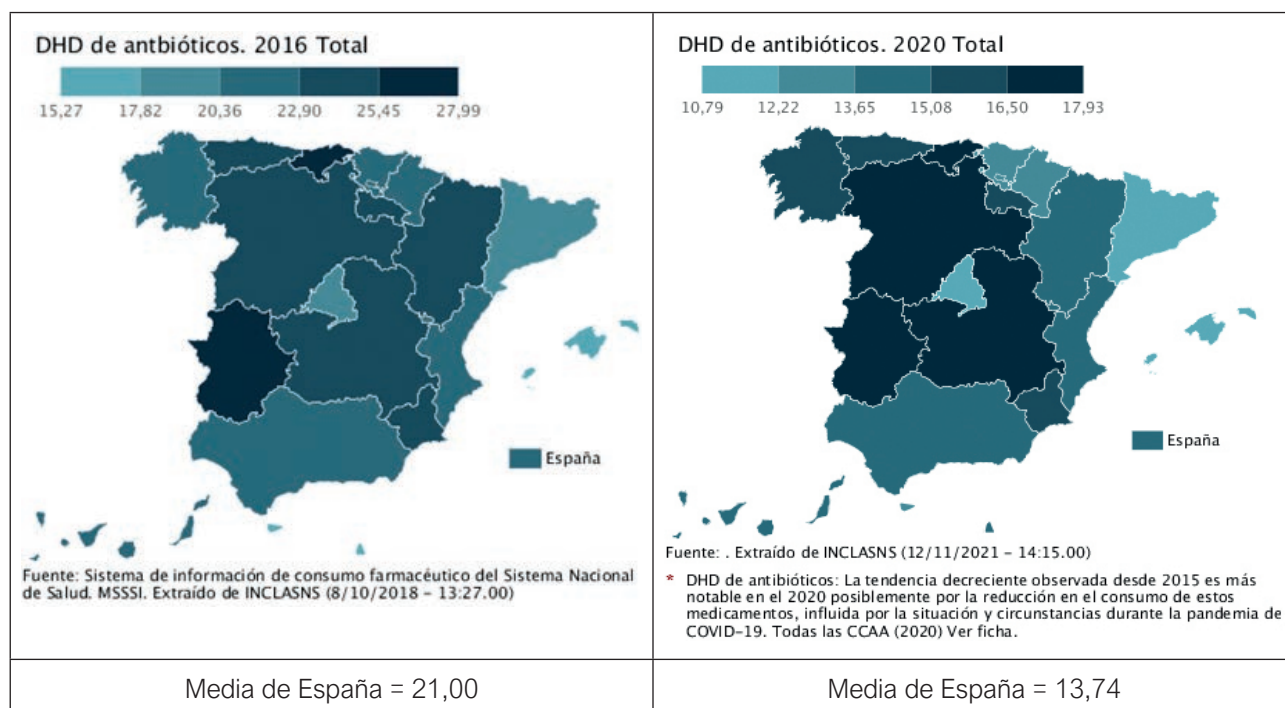 DHD de antbióticos. 2016 Total
15,27 17,82 20,36 22,90 25,45 27,99
España
Fuente: Sistema de información de consumo farmacéutico del Sistema Nacional
de Salud. MSSSI. Extraído de INCLASNS (8/10/2018 - 13:27.00)
Media de España = 21,00
DHD de antibióticos. 2020 Total
10,79 12,22 13,65 15,08 16,50 17,93
España
Fuente: . Extraído de INCLASNS (12/11/2021 - 14:15.00)
* DHD de antibióticos: La tendencia decreciente observada desde 2015 es más
notable en el 2020 posiblemente por la reducción en el consumo de estos
medicamentos, influida por la situación y circunstancias durante la pandemia de
COVID-19. Todas las CCAA (2020) Ver ficha.
Media de España = 13,74